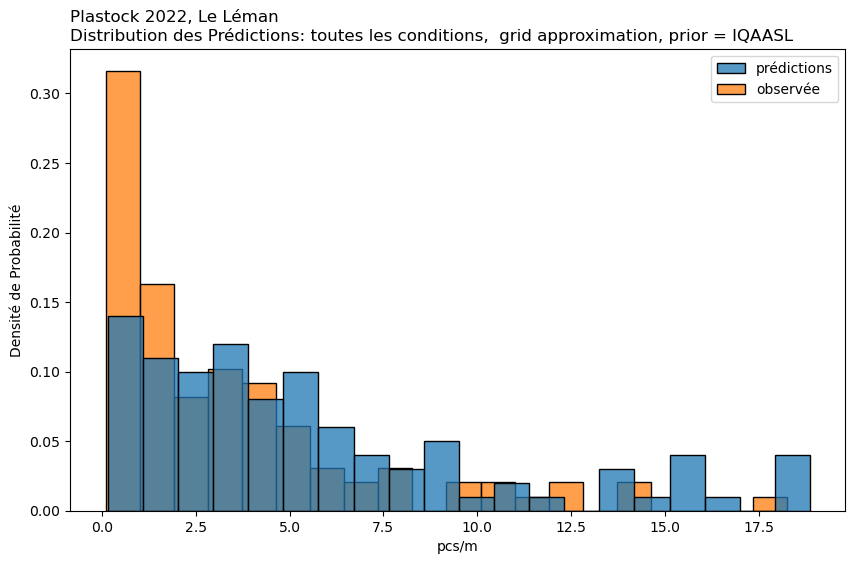 Plastock 2022, Le Léman
Distribution des Prédictions: toutes les conditions,  grid approximation, prior = IQAASL
prédictions
observée
Densité de Probabilité
0.30
0.25
0.20
0.15
0.10
0.05
0.00
0.0
2.5
5.0
7.5
10.0
12.5
15.0
17.5
pcs/m